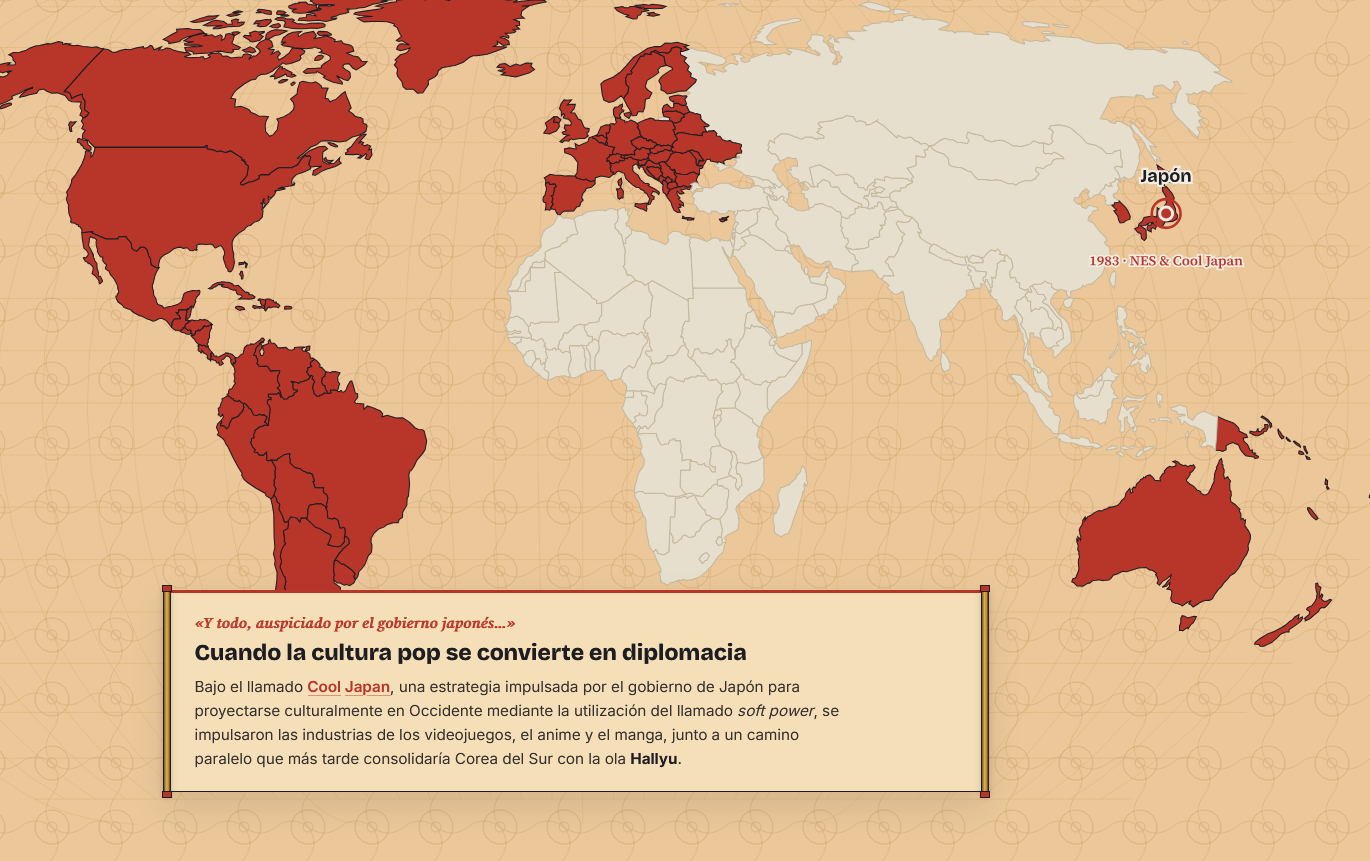 Japón
1983 · NES & Cool Japan
«Y todo, auspiciado por el gobierno japonés...»
Cuando la cultura pop se convierte en diplomacia
Bajo el llamado Cool Japan, una estrategia impulsada por el gobierno de Japón para
proyectarse culturalmente en Occidente mediante la utilización del llamado soft power, se
impulsaron las industrias de los videojuegos, el anime y el manga, junto a un camino
paralelo que más tarde consolidaría Corea del Sur con la ola Hallyu.